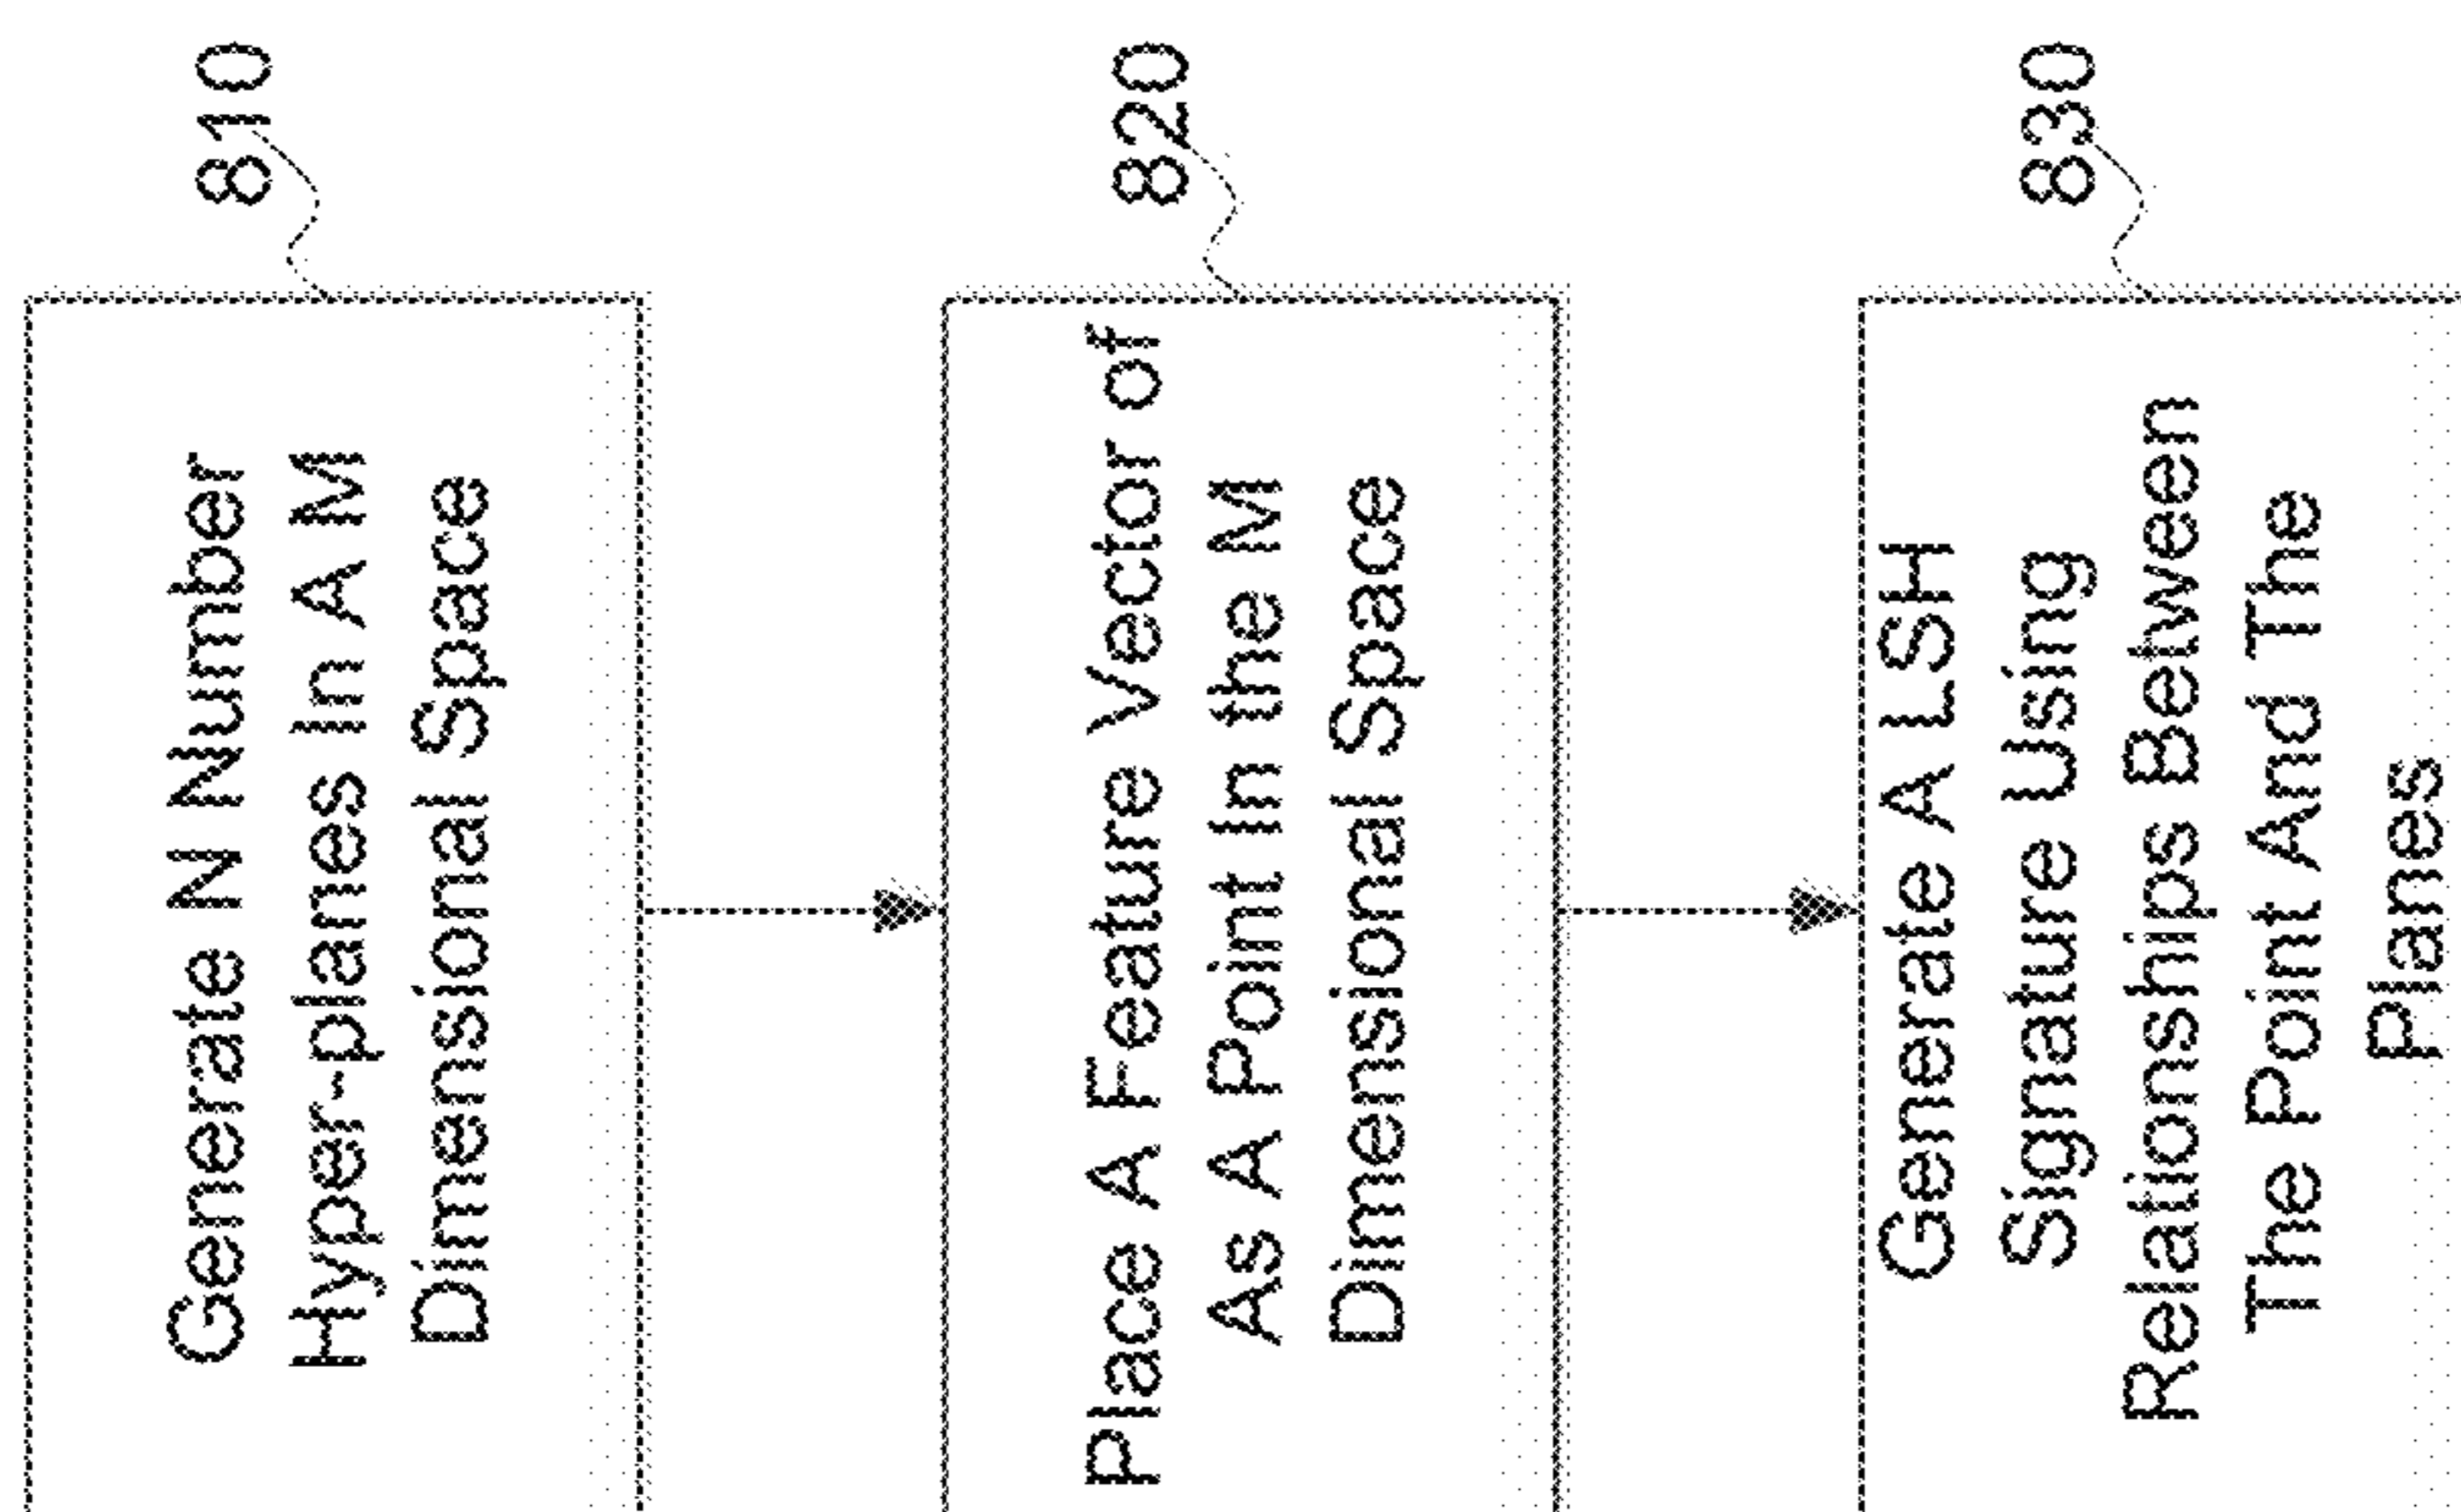 810
Generate N Number
Hyper-planes In A M
Dimensional Space
820
Place A Feature Vector of
As A Point In the M
Dimensional Space
830
Generate A LSH
Signature Using
Relationships Between
The Point And The
Planes